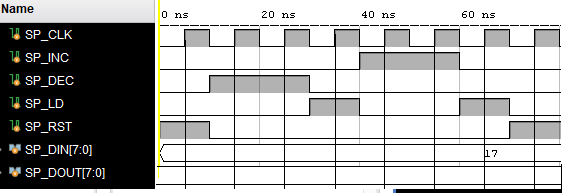 Name
0 ns 20 ns 40 ns 60 ns
SP_CLK
SP_INC
SP_DEC
SP_LD
SP_RST
SP_DIN[7:0] 17
SP_DOUT[7:0]